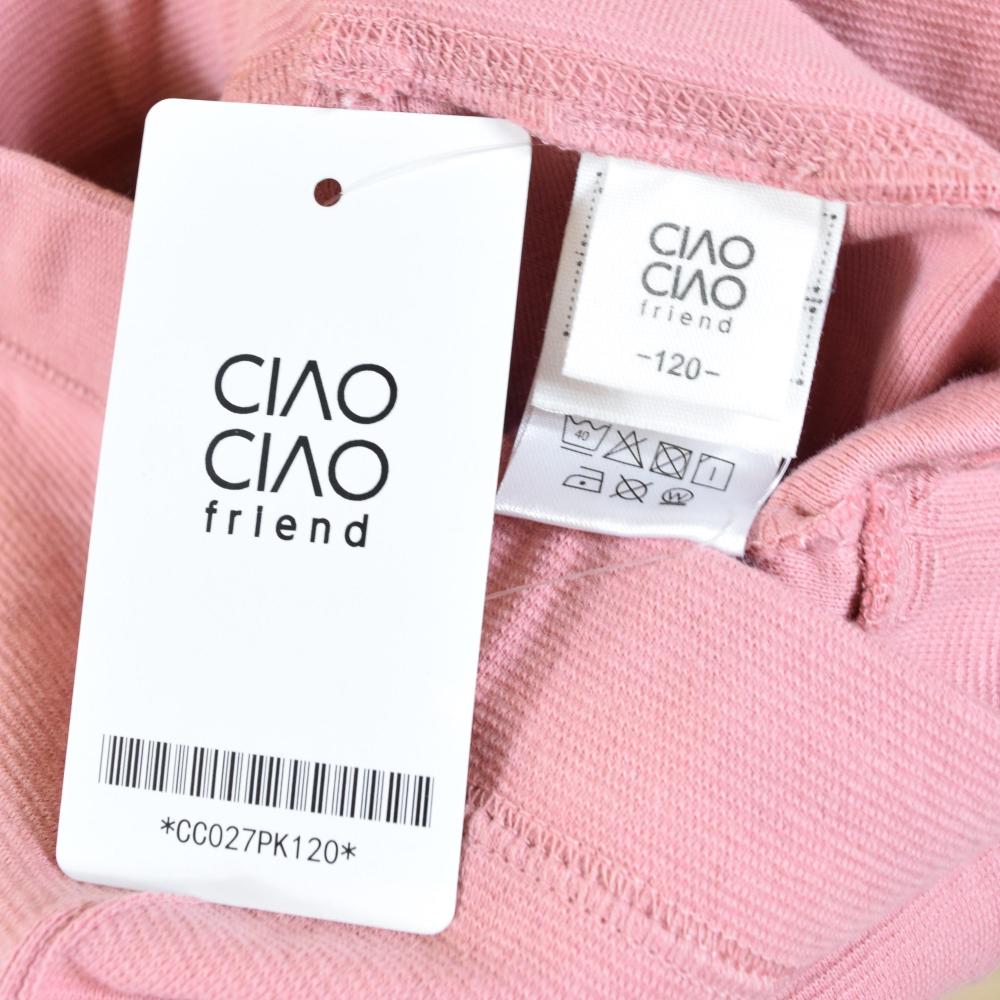 CIAO
CIAO
friend
*CC027PK120*
CIAO
CIAO
friend
-120-
40
W